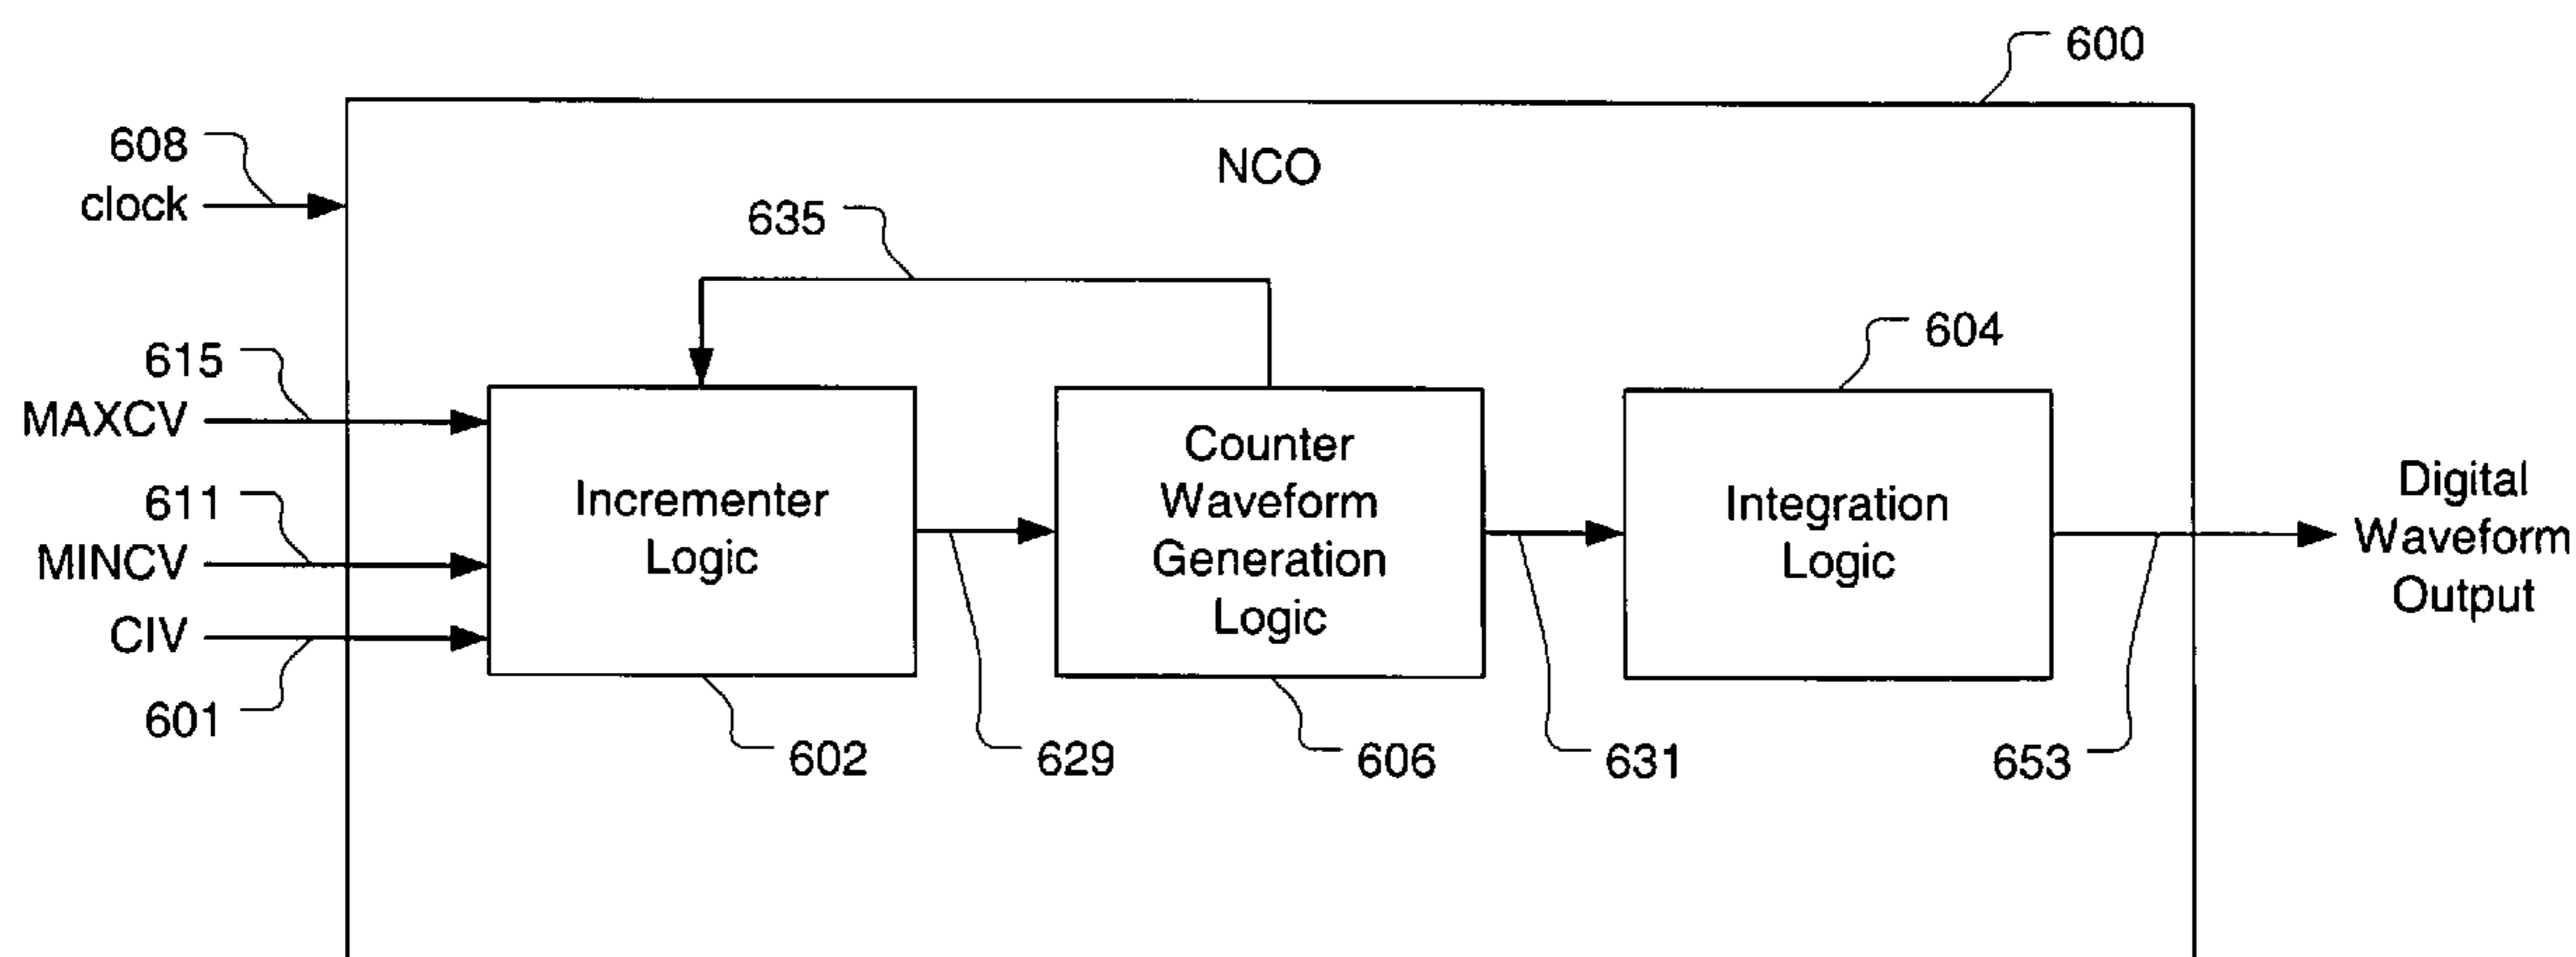 600
608
clock
NCO
635
615
MAXCV
604
611
MINCV
CIV
601
Incrementer
Logic
Counter
Waveform
Generation
Logic
Integration
Logic
Digital
Waveform
Output
602
629
606
631
653